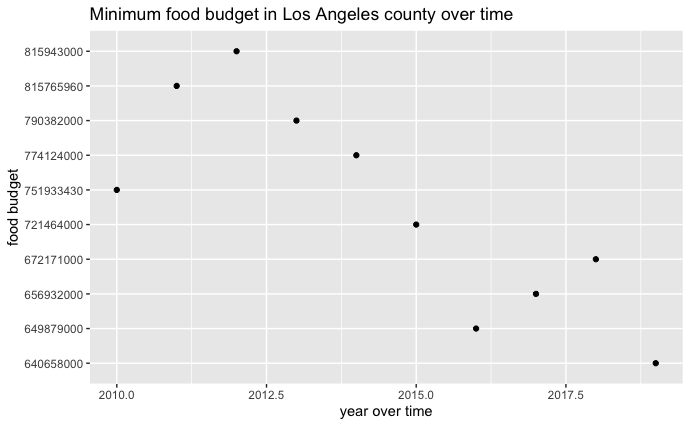 Minimum food budget in Los Angeles county over time
815943000
815765960
790382000
774124000
751933430
721464000
672171000
656932000
649879000
640658000
food budget
2010.0 2012.5 2015.0 2017.5
year over time